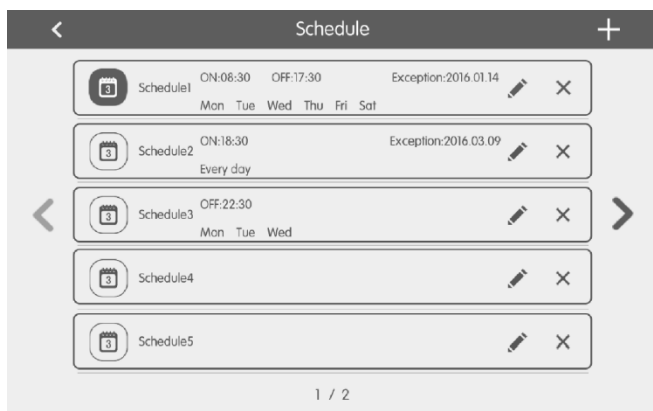 Schedule
3 Schedule1 ON:08:30 OFF:17:30 Exception:2016.01.14
Mon Tue Wed Thu Fri Sat
3 Schedule2 ON:18:30 Exception:2016.03.09
Every day
3 Schedule3 OFF:22:30
Mon Tue Wed
3 Schedule4
3 Schedule5
1 / 2